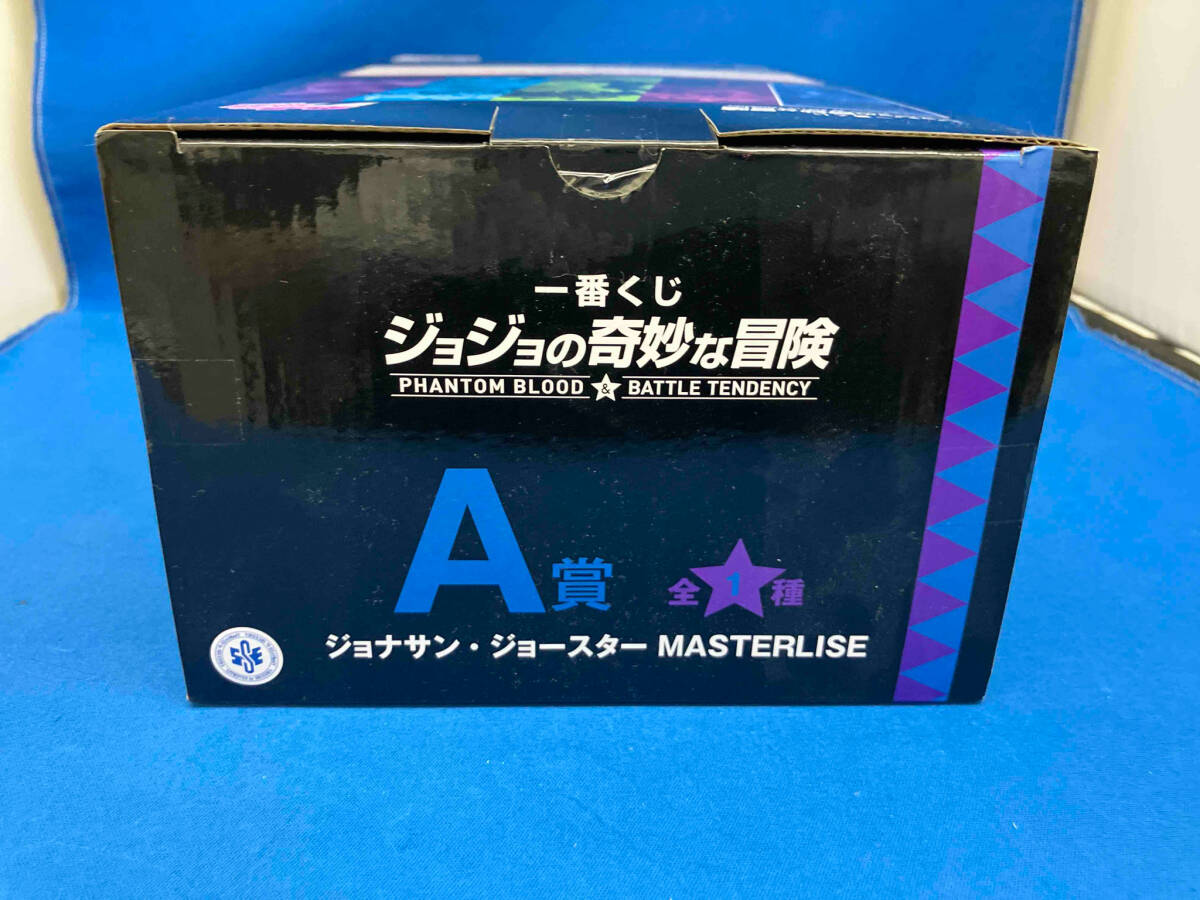 一番くじ
ジョジョの奇妙な冒険
PHANTOM BLOOD & BATTLE TENDENCY
A賞 全1種
ジョナサン・ジョースター MASTERLISE